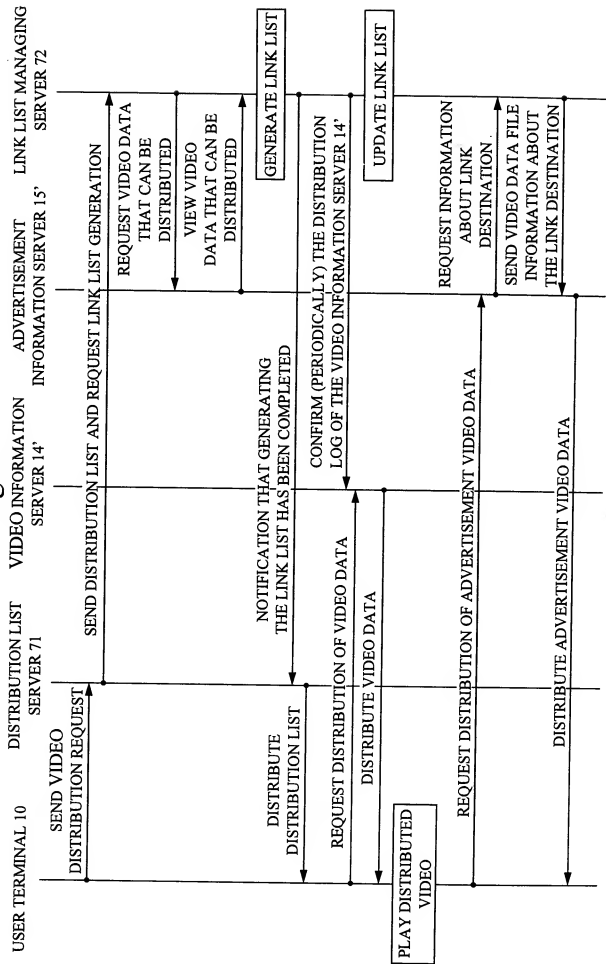 USER TERMINAL 10
DISTRIBUTION LIST
SERVER 71
VIDEO INFORMATION
SERVER 14'
ADVERTISEMENT
INFORMATION SERVER 15'
LINK LIST MANAGING
SERVER 72
SEND VIDEO
DISTRIBUTION REQUEST
SEND DISTRIBUTION LIST AND REQUEST LINK LIST GENERATION
REQUEST VIDEO DATA
THAT CAN BE
DISTRIBUTED
VIEW VIDEO
DATA THAT CAN BE
DISTRIBUTED
GENERATE LINK LIST
NOTIFICATION THAT GENERATING
THE LINK LIST HAS BEEN COMPLETED
DISTRIBUTE
DISTRIBUTION LIST
CONFIRM (PERIODICALLY) THE DISTRIBUTION
LOG OF THE VIDEO INFORMATION SERVER 14'
REQUEST DISTRIBUTION OF VIDEO DATA
DISTRIBUTE VIDEO DATA
UPDATE LINK LIST
PLAY DISTRIBUTED
VIDEO
REQUEST DISTRIBUTION OF ADVERTISEMENT VIDEO DATA
REQUEST INFORMATION
ABOUT LINK
DESTINATION
SEND VIDEO DATA FILE
INFORMATION ABOUT
THE LINK DESTINATION
DISTRIBUTE ADVERTISEMENT VIDEO DATA